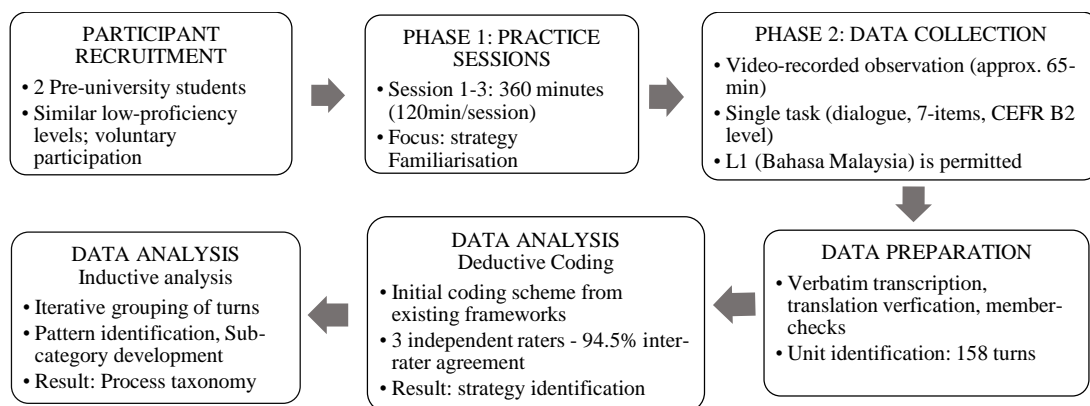 PARTICIPANT
RECRUITMENT
• 2 Pre-university students
• Similar low-proficiency
levels; voluntary
participation
PHASE 1: PRACTICE
SESSIONS
• Session 1-3: 360 minutes
(120min/session)
• Focus: strategy
Familiarisation
PHASE 2: DATA COLLECTION
• Video-recorded observation (approx. 65-
min)
• Single task (dialogue, 7-items, CEFR B2
level)
• L1 (Bahasa Malaysia) is permitted
DATA PREPARATION
• Verbatim transcription,
translation verfication, member-
checks
• Unit identification: 158 turns
DATA ANALYSIS
Deductive Coding
• Initial coding scheme from
existing frameworks
• 3 independent raters - 94.5% inter-
rater agreement
• Result: strategy identification
DATA ANALYSIS
Inductive analysis
• Iterative grouping of turns
• Pattern identification, Sub-
category development
• Result: Process taxonomy